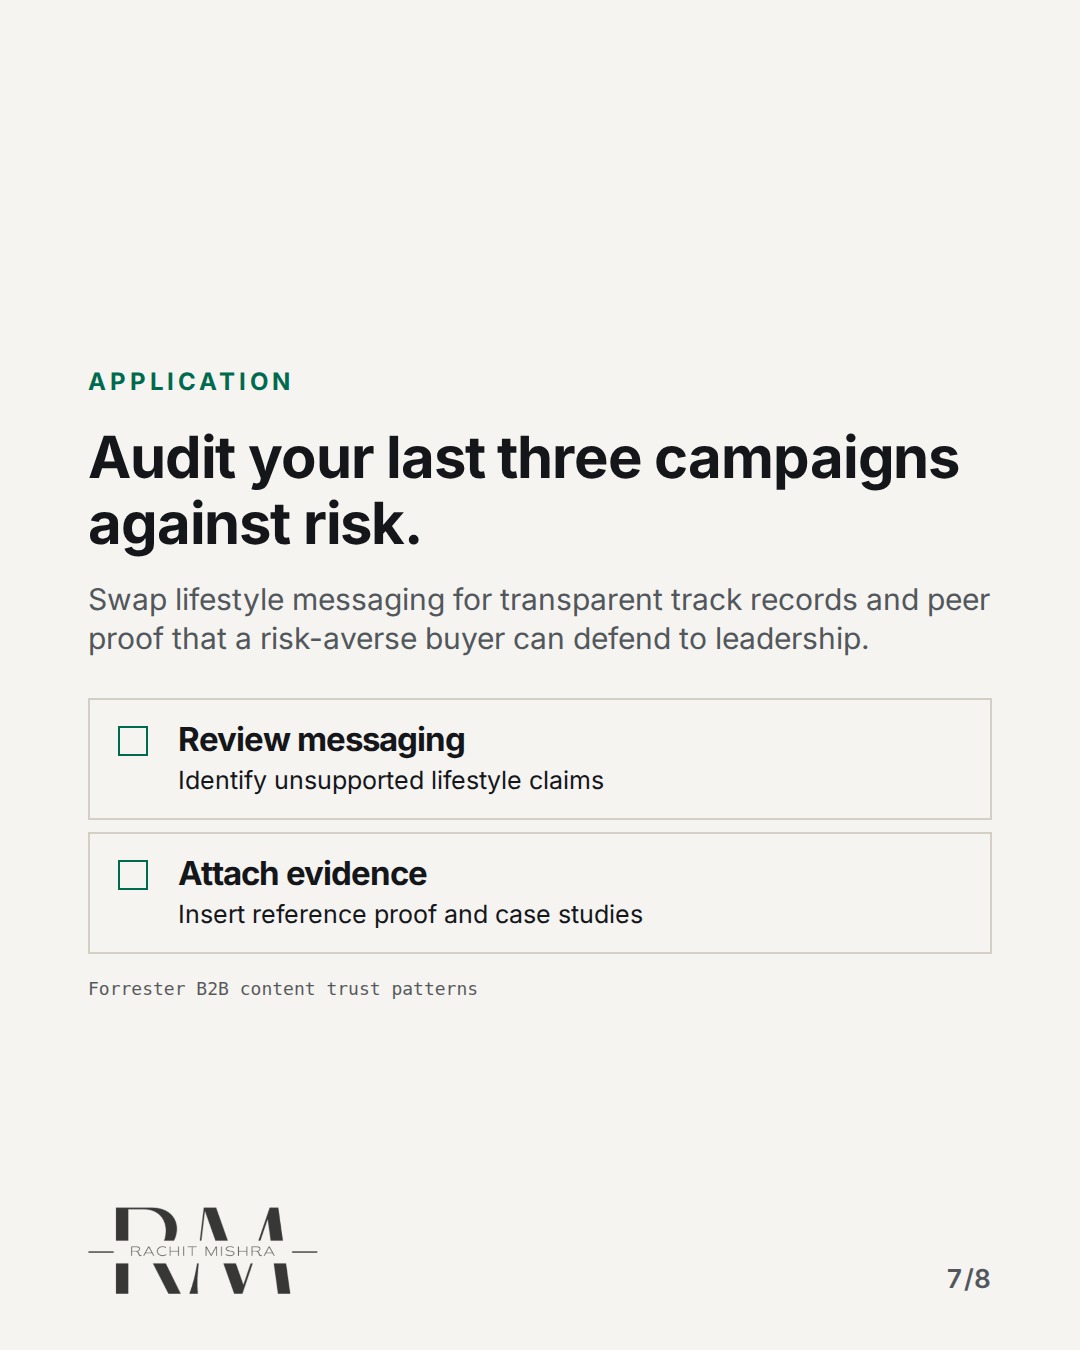 APPLICATION
Audit your last three campaigns
against risk.
Swap lifestyle messaging for transparent track records and peer
proof that a risk-averse buyer can defend to leadership.
Review messaging
Identify unsupported lifestyle claims
Attach evidence
Insert reference proof and case studies
Forrester B2B content trust patterns
RM
RACHIT MISHRA
7/8